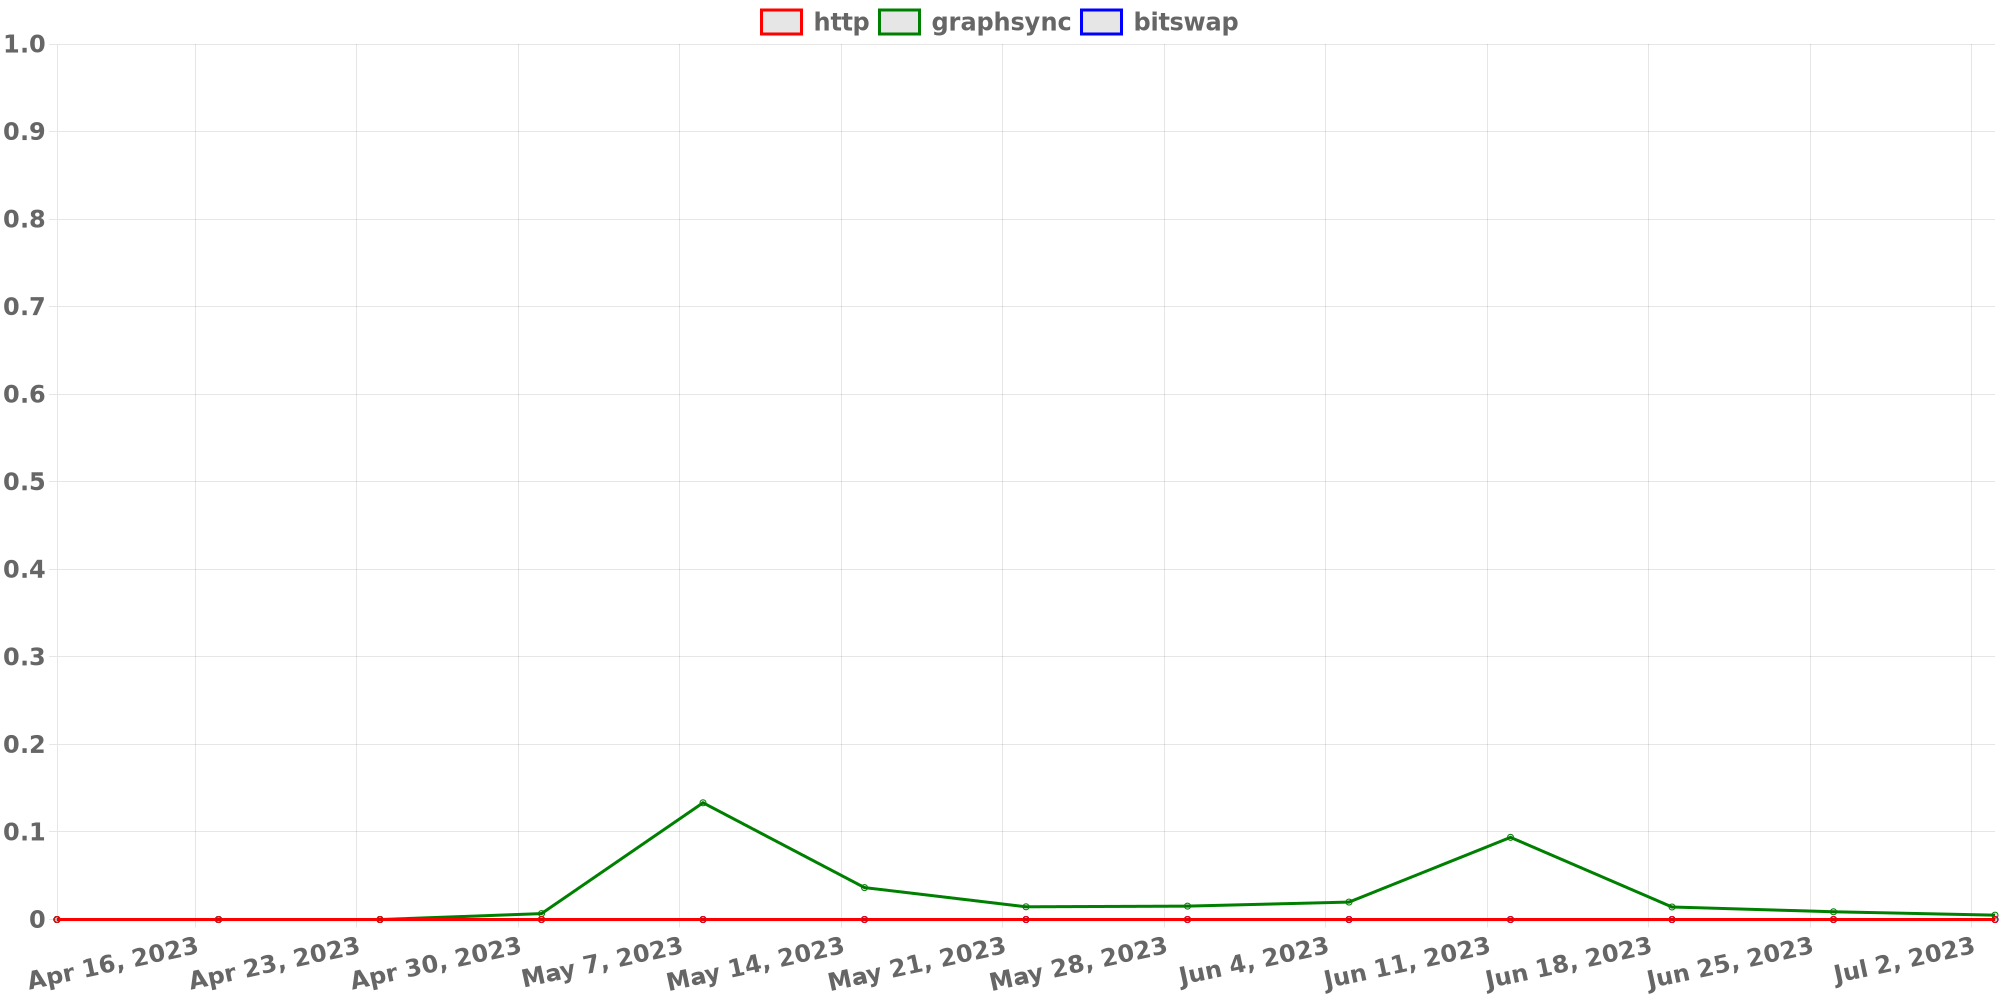 http graphsync bitswap
1.0
0.9
0.8
0.7
0.6
0.5
0.4
0.3
0.2
0.1
0
Apr 16, 2023
Apr 23, 2023
Apr 30, 2023
May 7, 2023
May 14, 2023
May 21, 2023
May 28, 2023
Jun 4, 2023
Jun 11, 2023
Jun 18, 2023
Jun 25, 2023
Jul 2, 2023